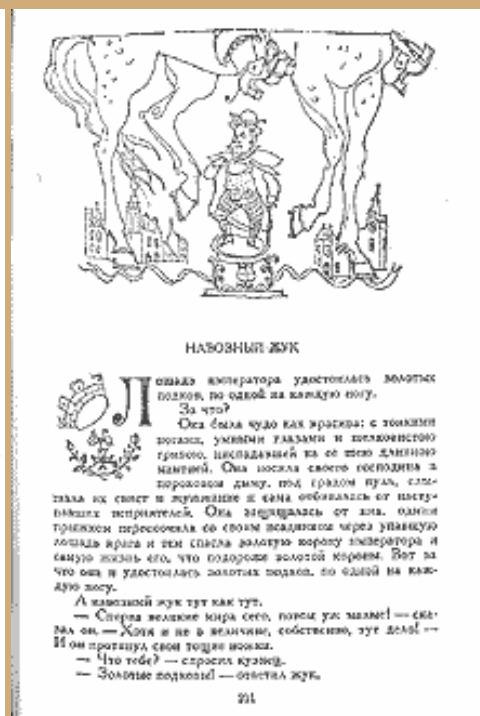 НАВОЗНЫЙ ЖУК
Лошадь императора удостоилась золотых
подков, по одной на каждую ногу.
За что?
Она была чудо как красива: с тонкими
ногами, умными глазами и шелковистою
гривою, ниспадавшей на её шею длинною
мантией. Она носила своего господина в
пороховом дыму, под градом пуль, слы-
шала их свист и жужжание и сама отбивалась от насту-
павших неприятелей. Она защищалась от них, одним
прыжком перескочила со своим всадником через упавшую
лошадь врага и тем спасла золотую корону императора и
самую жизнь его, что подороже золотой короны. Вот за
что она и удостоилась золотых подков, по одной на каж-
дую ногу.
А навозный жук тут как тут.
— Сперва великие мира сего, потом уж малые! — ска-
зал он. — Хотя и не в величине, собственно, тут дело! —
И он протянул свои тощие ножки.
— Что тебе? — спросил кузнец.
— Золотые подковы! — ответил жук.